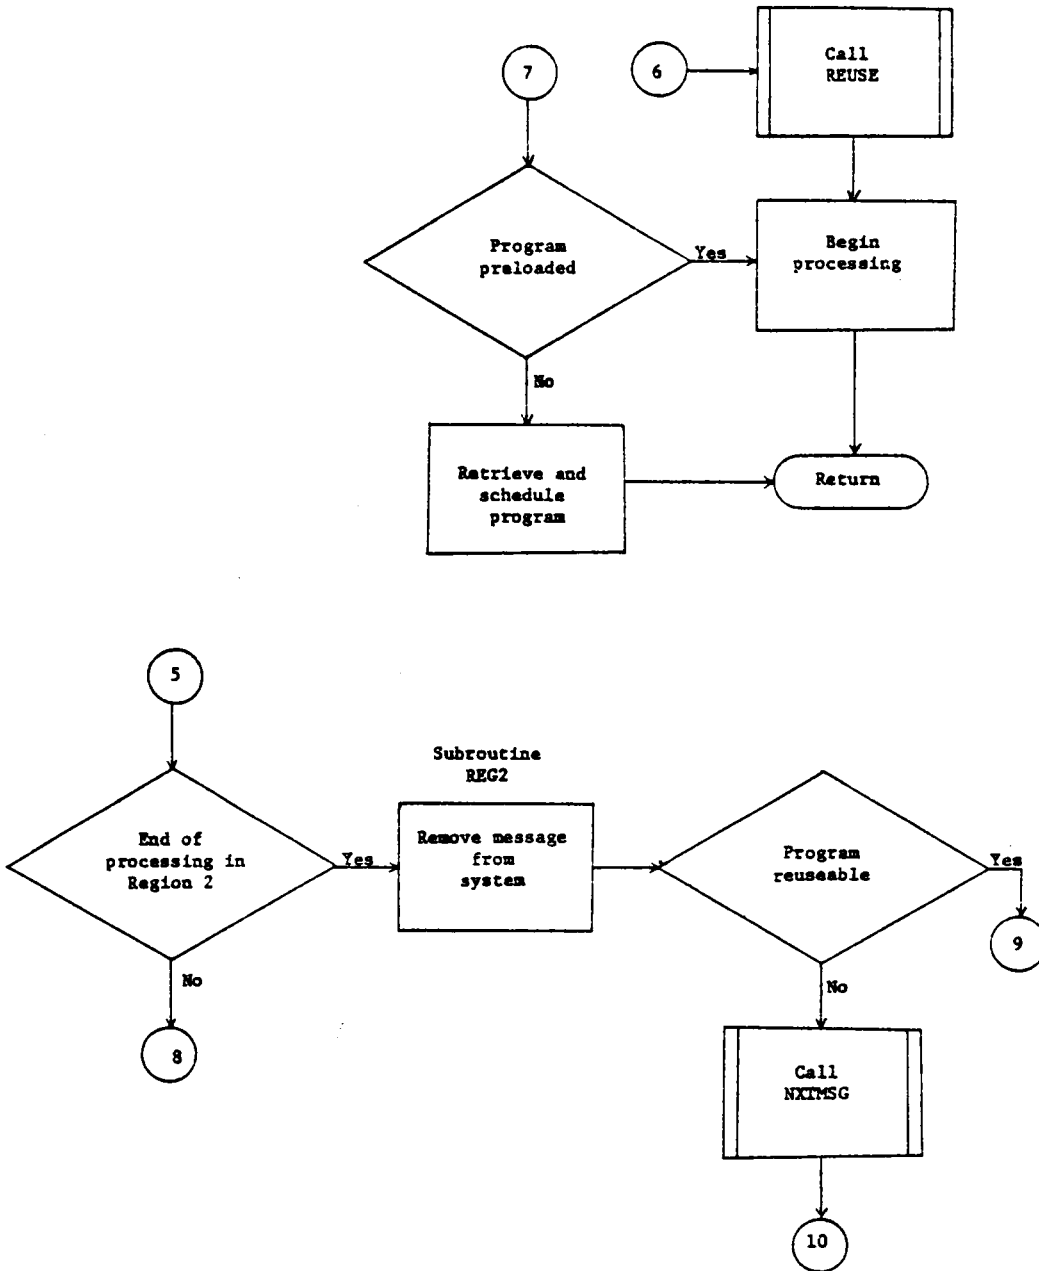 7
6
Call
REUSE
Program
preloaded
Yes
Begin
processing
No
Retrieve and
schedule
program
Return
5
Subroutine
REG2
End of
processing in
Region 2
Yes
Remove message
from
system
Program
reuseable
Yes
9
No
8
No
Call
NXTMSG
10